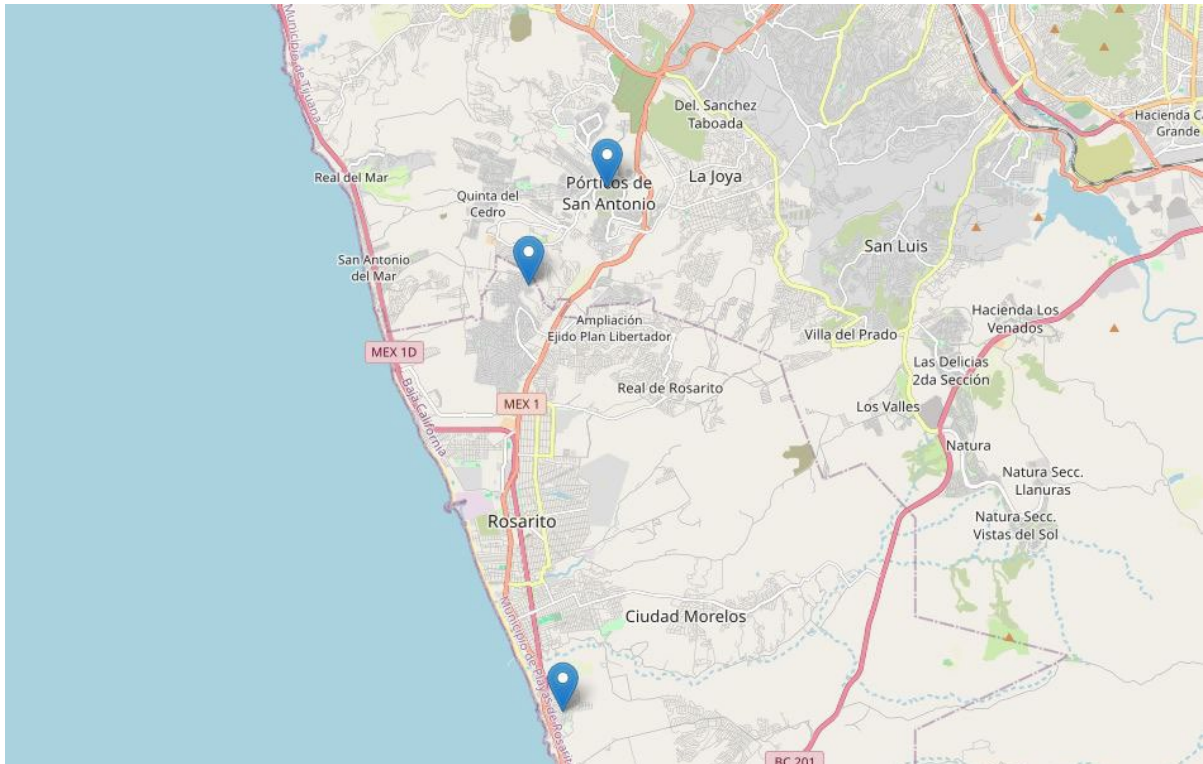 Municipio de Tijuana
Del. Sanchez
Taboada
Hacienda Ca
Grande
Real del Mar
Pórticos de
San Antonio
La Joya
Quinta del
Cedro
San Luis
San Antonio
del Mar
Ampliación
Ejido Plan Libertador
Villa del Prado
Hacienda Los
Venados
MEX 1D
Baja California
Las Delicias
2da Sección
Real de Rosarito
MEX 1
Los Valles
Natura
Natura Secc.
Llanuras
Rosarito
Natura Secc.
Vistas del Sol
Ciudad Morelos
Municipio de Playas de Rosarit
BC 201